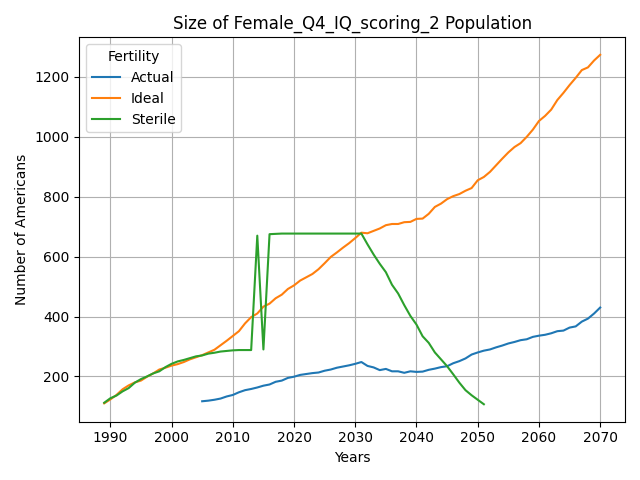 Size of Female_Q4_IQ_scoring_2 Population
Fertility
Actual
Ideal
Sterile
Number of Americans
1200
1000
800
600
400
200
1990 2000 2010 2020 2030 2040 2050 2060 2070
Years